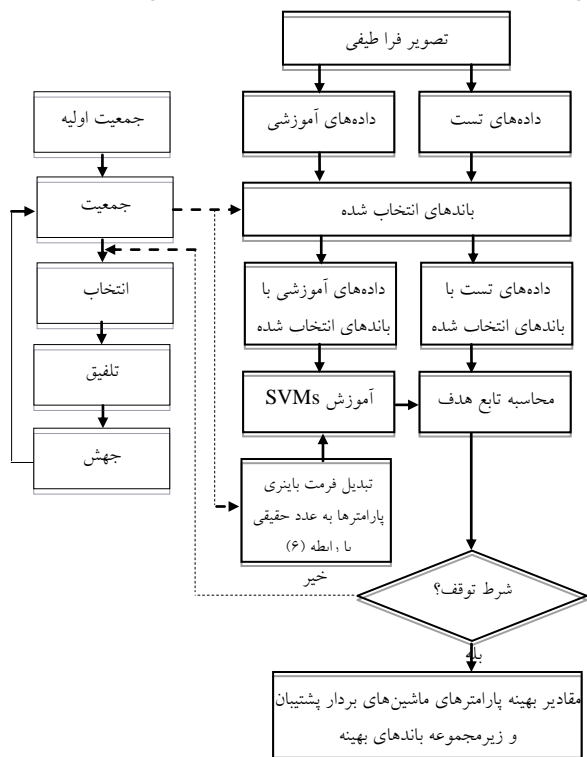 تصویر فرا طیفی
جمعیت اولیه
داده‌های آموزشی
داده‌های تست
جمعیت
باندهای انتخاب شده
انتخاب
داده‌های آموزشی با
باندهای انتخاب شده
داده‌های تست با
باندهای انتخاب شده
تلفیق
آموزش SVMs
محاسبه تابع هدف
جهش
تبدیل فرمت باینری
پارامترها به عدد حقیقی
با رابطه (۶)
خیر
شرط توقف؟
بله
مقادیر بهینه پارامترهای ماشین‌های بردار پشتیبان
و زیرمجموعه باندهای بهینه